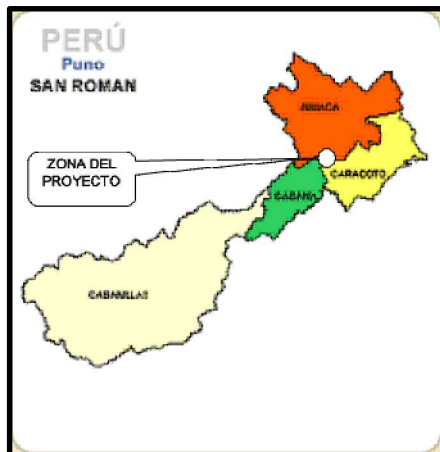 PERÚ
Puno
SAN ROMAN
JULIACA
ZONA DEL
PROYECTO
CARACOTO
CABANA
CABANILLAS